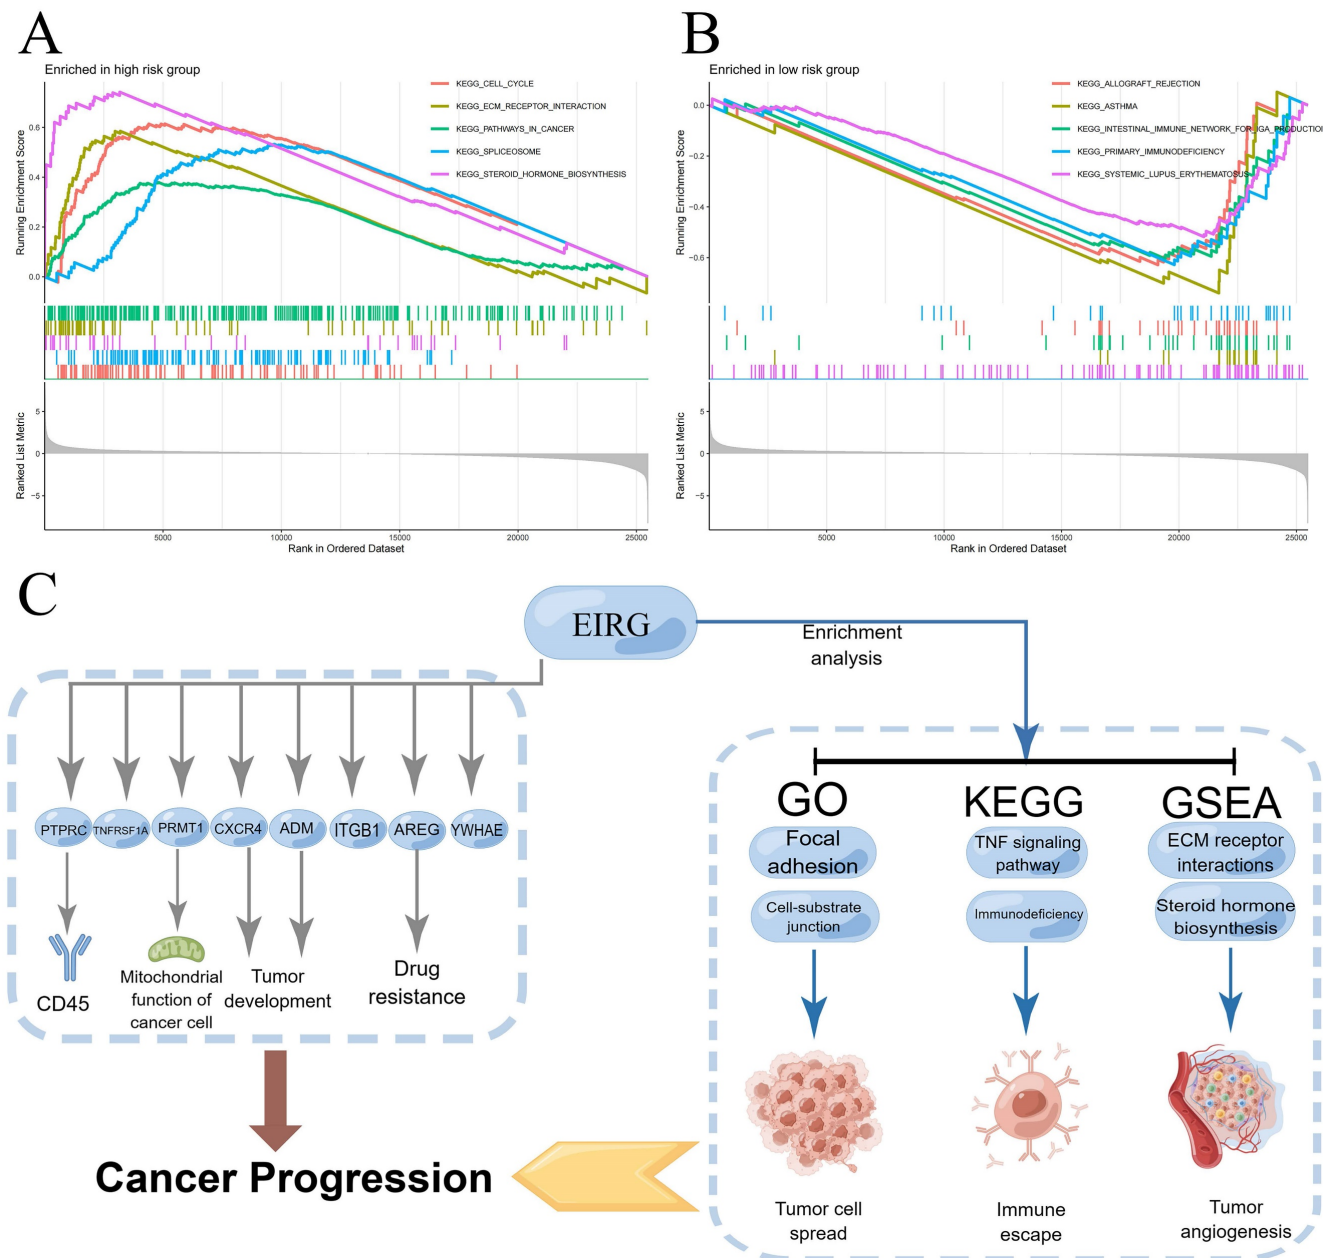 A
Enriched in high risk group
KEGG_CELL_CYCLE
KEGG_ECM_RECEPTOR_INTERACTION
KEGG_PATHWAYS_IN_CANCER
KEGG_SPLICEOSOME
KEGG_STEROID_HORMONE_BIOSYNTHESIS
Running Enrichment Score
0.6
0.4
0.2
0.0
Ranked List Metric
5
0
−5
5000
10000
15000
20000
25000
Rank in Ordered Dataset
B
Enriched in low risk group
KEGG_ALLOGRAFT_REJECTION
KEGG_ASTHMA
KEGG_INTESTINAL_IMMUNE_NETWORK_FOR_IGA_PRODUCTIO
KEGG_PRIMARY_IMMUNODEFICIENCY
KEGG_SYSTEMIC_LUPUS_ERYTHEMATOSUS
Running Enrichment Score
0.0
−0.2
−0.4
−0.6
Ranked List Metric
5
0
−5
5000
10000
15000
20000
25000
Rank in Ordered Dataset
C
EIRG
Enrichment
analysis
PTPRC
TNFRSF1A
PRMT1
CXCR4
ADM
ITGB1
AREG
YWHAE
CD45
Mitochondrial
function of
cancer cell
Tumor
development
Drug
resistance
GO
Focal
adhesion
Cell-substrate
junction
Tumor cell
spread
KEGG
TNF signaling
pathway
Immunodeficiency
Immune
escape
GSEA
ECM receptor
interactions
Steroid hormone
biosynthesis
Tumor
angiogenesis
Cancer Progression